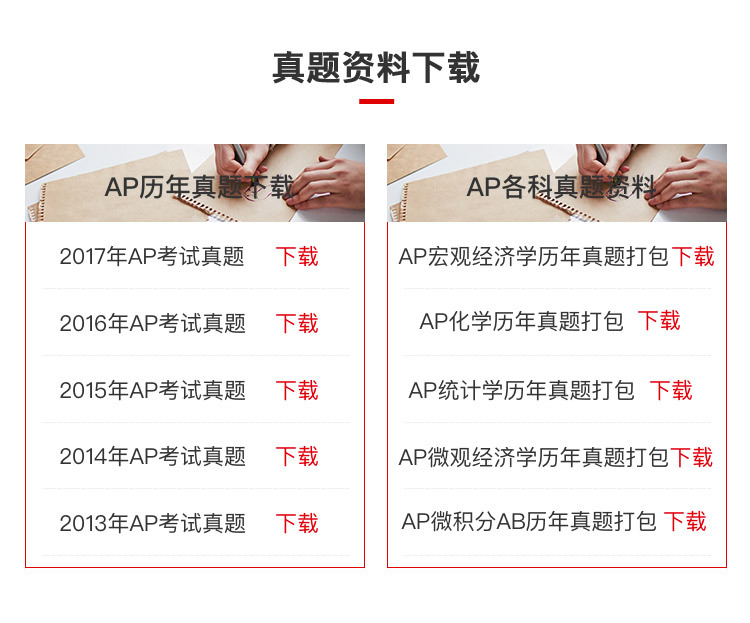 真题资料下载
AP历年真题下载
2017年AP考试真题 下载
2016年AP考试真题 下载
2015年AP考试真题 下载
2014年AP考试真题 下载
2013年AP考试真题 下载
AP各科真题资料
AP宏观经济学历年真题打包下载
AP化学历年真题打包 下载
AP统计学历年真题打包 下载
AP微观经济学历年真题打包下载
AP微积分AB历年真题打包 下载